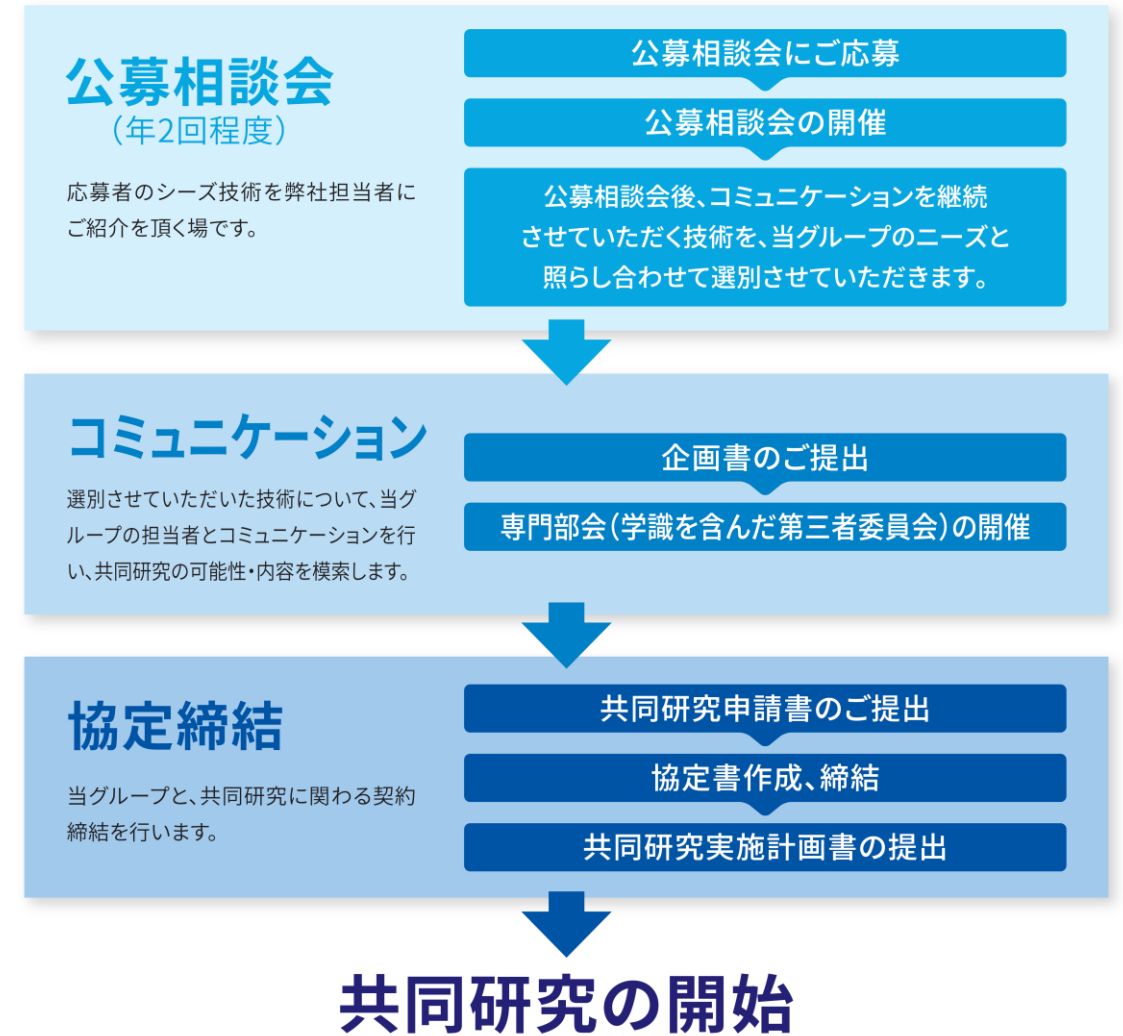 公募相談会
（年2回程度）
応募者のシーズ技術を弊社担当者に
ご紹介を頂く場です。
公募相談会にご応募
公募相談会の開催
公募相談会後、コミュニケーションを継続
させていただく技術を、当グループのニーズと
照らし合わせて選別させていただきます。
コミュニケーション
選別させていただいた技術について、当グ
ループの担当者とコミュニケーションを行
い、共同研究の可能性・内容を模索します。
企画書のご提出
専門部会（学識を含んだ第三者委員会）の開催
協定締結
当グループと、共同研究に関わる契約
締結を行います。
共同研究申請書のご提出
協定書作成、締結
共同研究実施計画書の提出
共同研究の開始